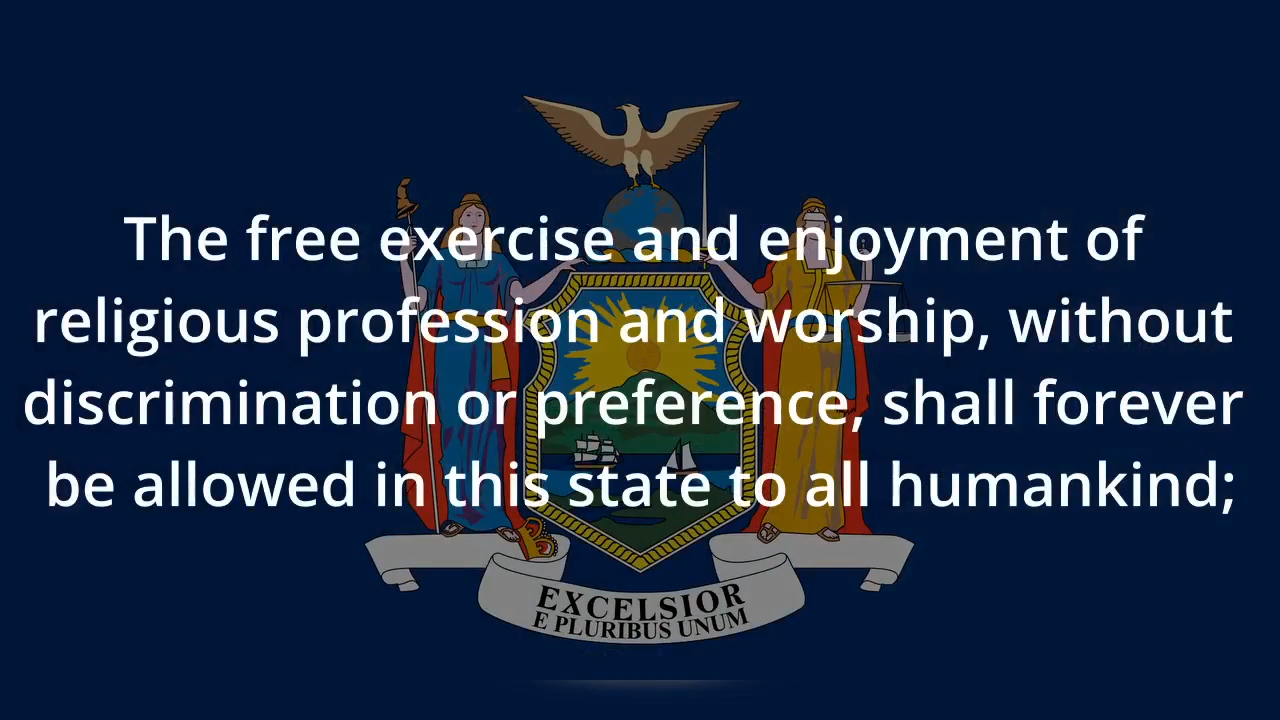 The free exercise and enjoyment of
religious profession and worship, without
discrimination or preference, shall forever
be allowed in this state to all humankind;
EXCELSIOR
E PLURIBUS UNUM